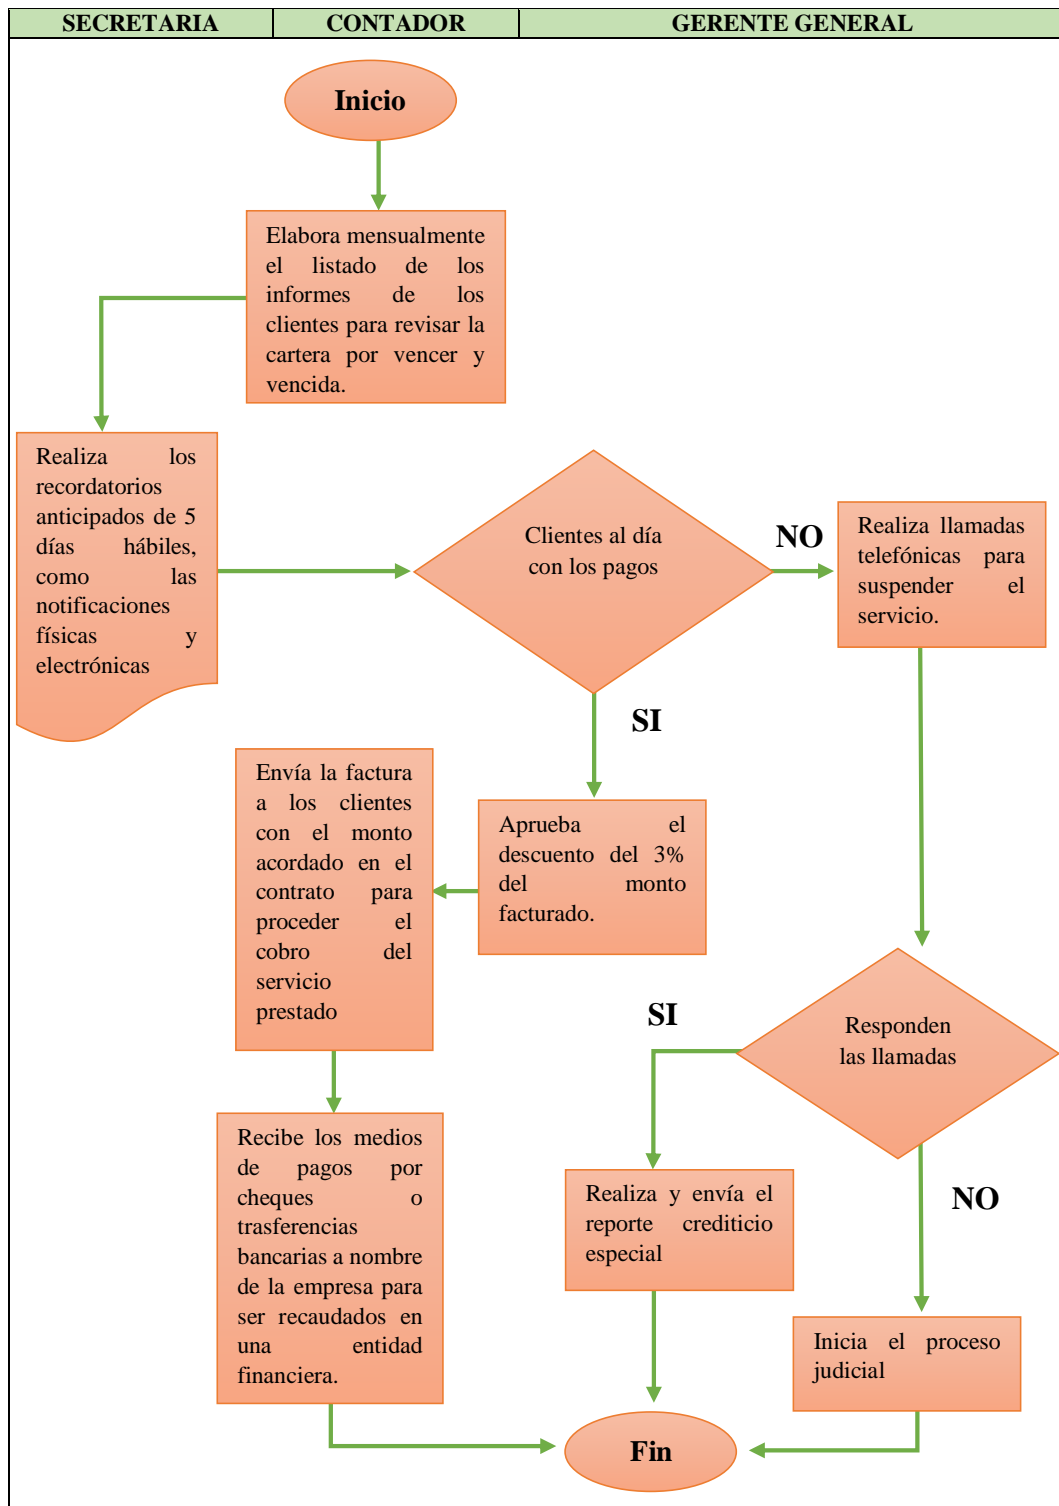 SECRETARIA CONTADOR GERENTE GENERAL
Inicio
Elabora mensualmente
el listado de los
informes de los
clientes para revisar la
cartera por vencer y
vencida.
Realiza los
recordatorios
anticipados de 5
días hábiles,
como las
notificaciones
físicas y
electrónicas
Clientes al día
con los pagos
NO
Realiza llamadas
telefónicas para
suspender el
servicio.
SI
Aprueba el
descuento del 3%
del monto
facturado.
Envía la factura
a los clientes
con el monto
acordado en el
contrato para
proceder el
cobro del
servicio
prestado
Recibe los medios
de pagos por
cheques o
trasferencias
bancarias a nombre
de la empresa para
ser recaudados en
una entidad
financiera.
Responden
las llamadas
SI
Realiza y envía el
reporte crediticio
especial
NO
Inicia el proceso
judicial
Fin